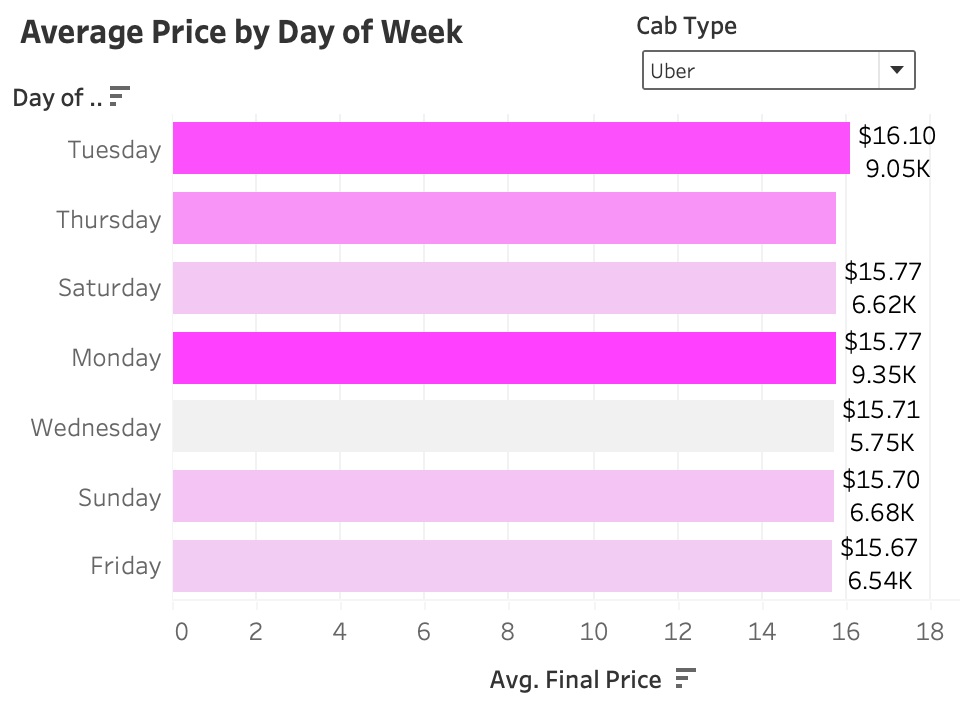 Average Price by Day of Week
Cab Type
Uber
Day of ..
Tuesday
$16.10
9.05K
Thursday
Saturday
$15.77
6.62K
Monday
$15.77
9.35K
Wednesday
$15.71
5.75K
Sunday
$15.70
6.68K
Friday
$15.67
6.54K
0 2 4 6 8 10 12 14 16 18
Avg. Final Price